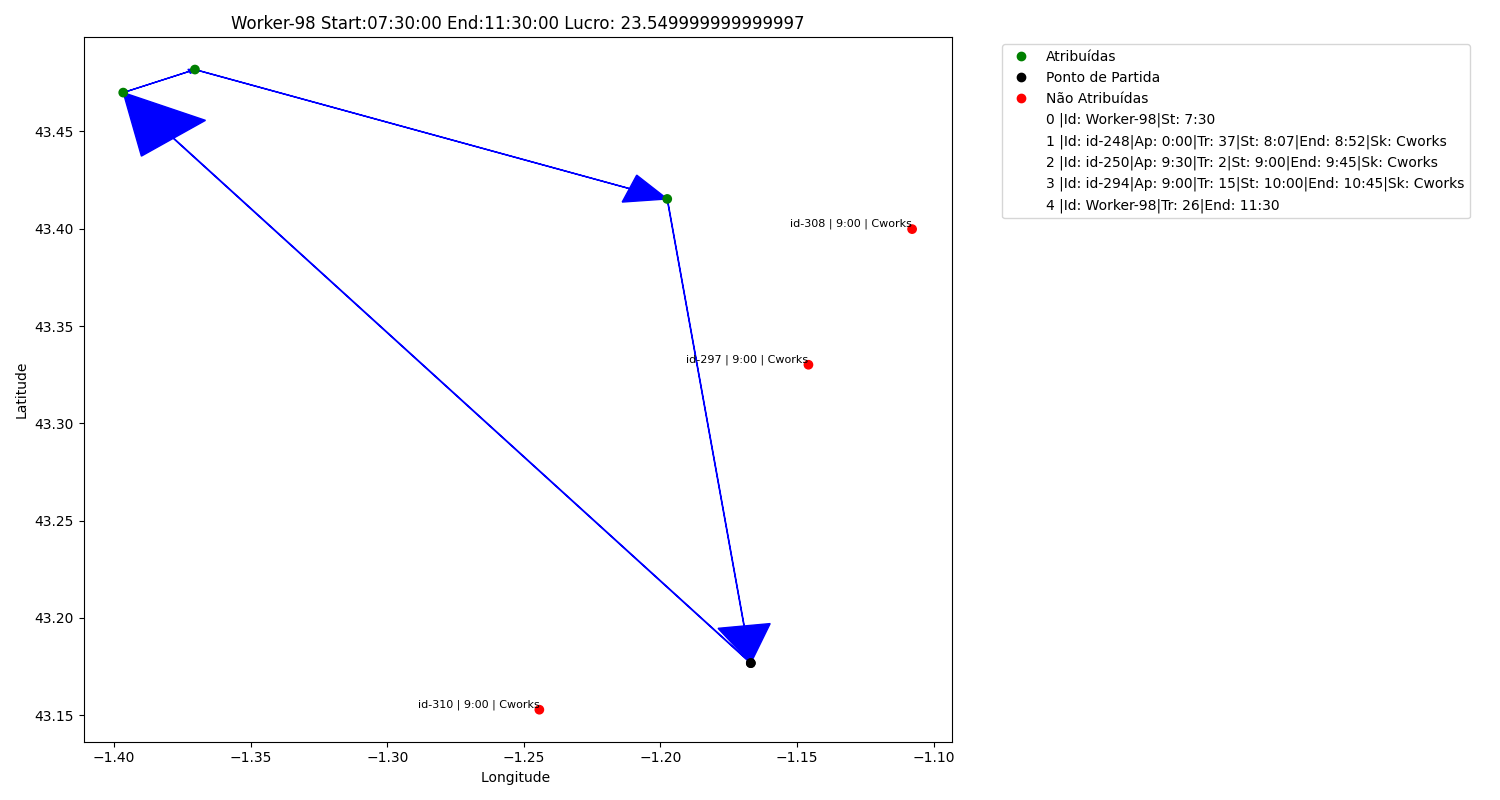 Worker-98 Start:07:30:00 End:11:30:00 Lucro: 23.549999999999997
Atribuídas
Ponto de Partida
Não Atribuídas
0 |Id: Worker-98|St: 7:30
1 |Id: id-248|Ap: 0:00|Tr: 37|St: 8:07|End: 8:52|Sk: Cworks
2 |Id: id-250|Ap: 9:30|Tr: 2|St: 9:00|End: 9:45|Sk: Cworks
3 |Id: id-294|Ap: 9:00|Tr: 15|St: 10:00|End: 10:45|Sk: Cworks
4 |Id: Worker-98|Tr: 26|End: 11:30
43.45
43.40
43.35
43.30
43.25
43.20
43.15
Latitude
id-308 | 9:00 | Cworks
id-297 | 9:00 | Cworks
id-310 | 9:00 | Cworks
−1.40
−1.35
−1.30
−1.25
−1.20
−1.15
−1.10
Longitude